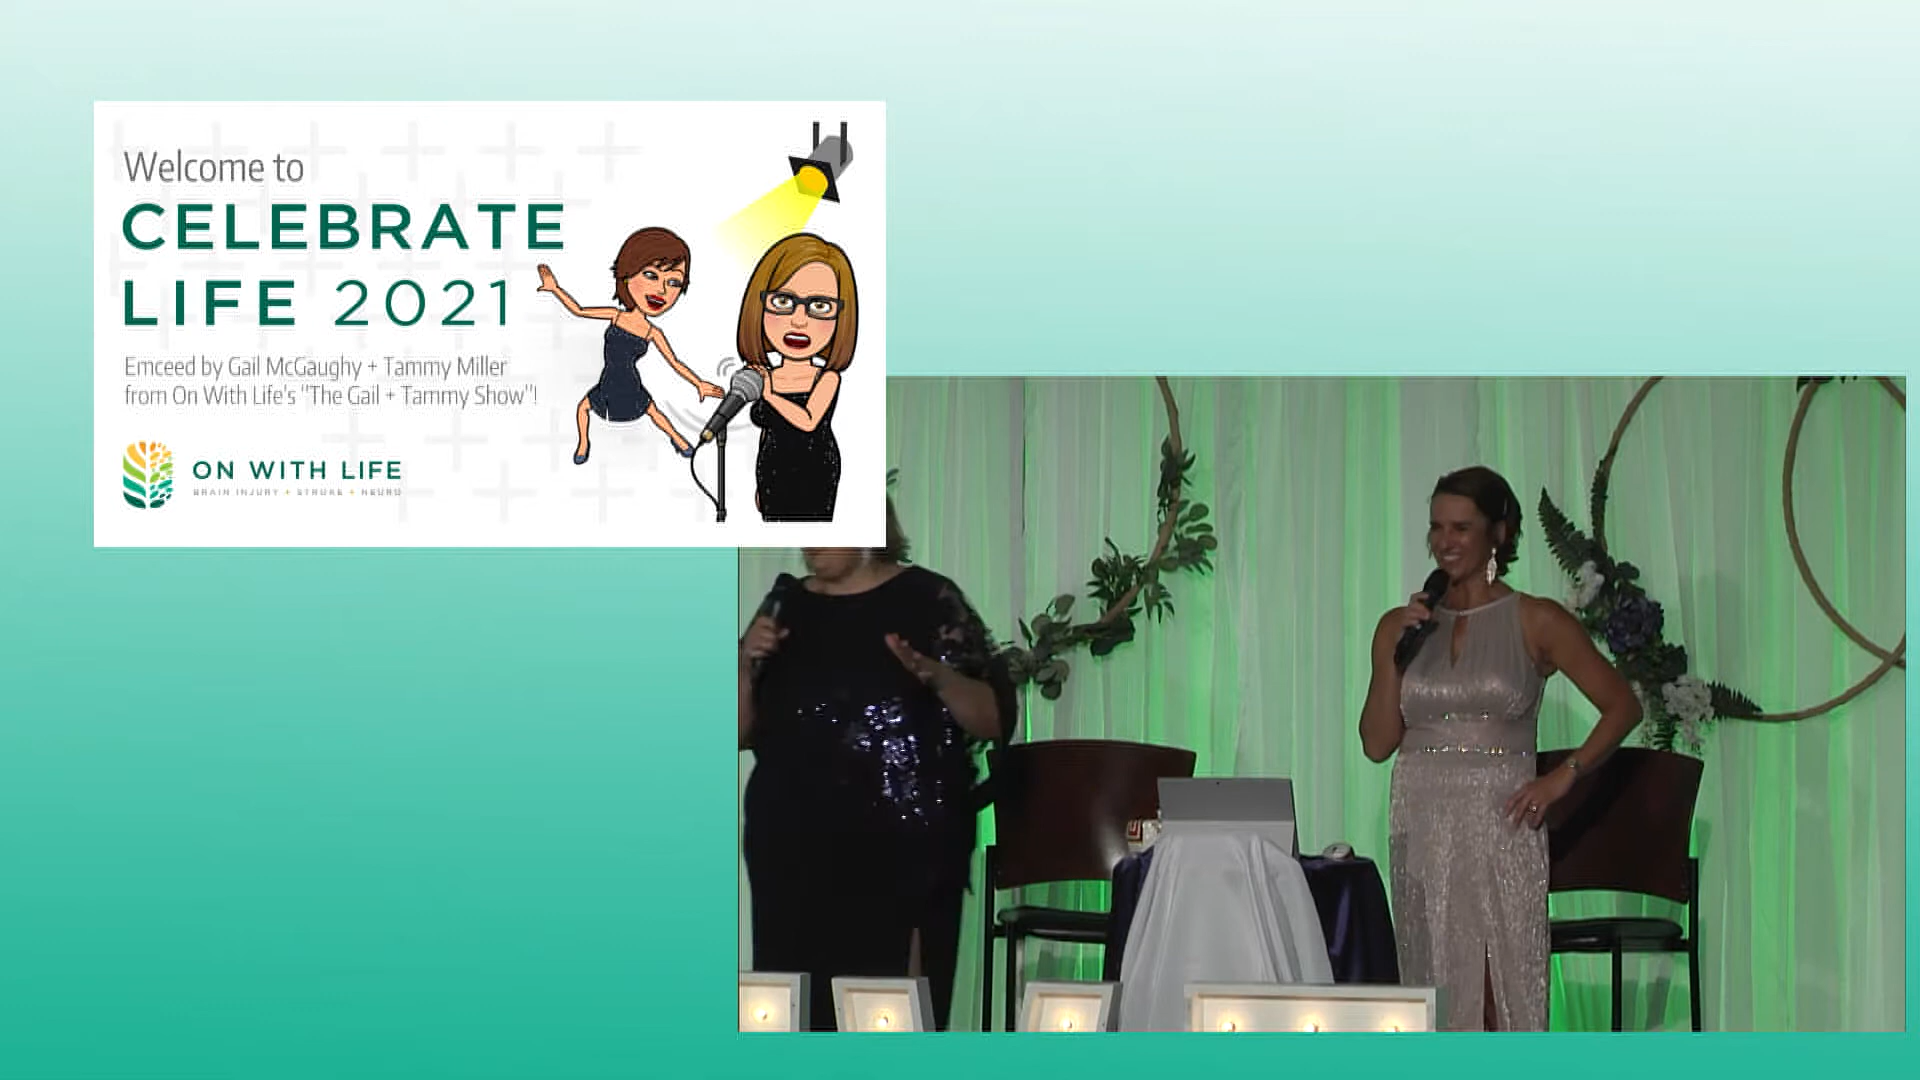 Welcome to
CELEBRATE
LIFE 2021
Emceed by Gail McGaughy + Tammy Miller
from On With Life's "The Gail + Tammy Show"!
ON WITH LIFE
BRAIN INJURY + STROKE + NEURO